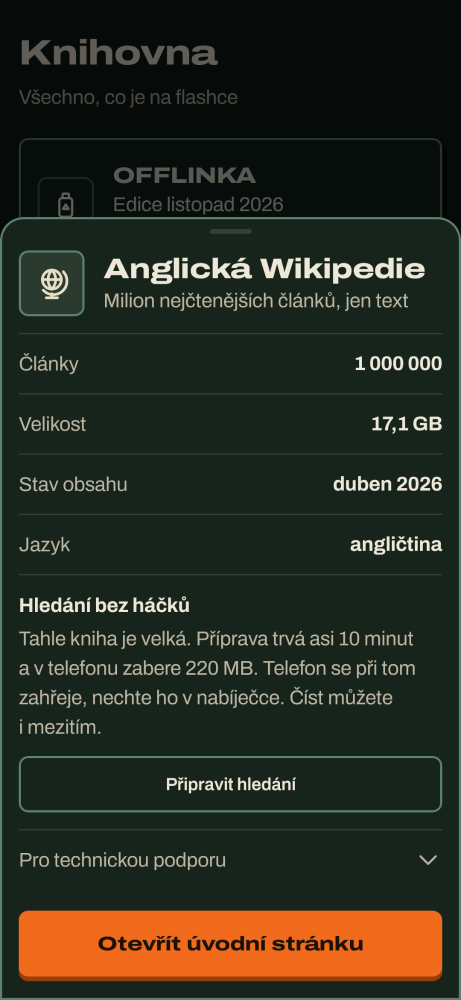 Knihovna
Všechno, co je na flashce
OFFLINKA
Edice listopad 2026
Anglická Wikipedie
Milion nejčtenějších článků, jen text
Články 1 000 000
Velikost 17,1 GB
Stav obsahu duben 2026
Jazyk angličtina
Hledání bez háčků
Tahle kniha je velká. Příprava trvá asi 10 minut
a v telefonu zabere 220 MB. Telefon se při tom
zahřeje, nechte ho v nabíječce. Číst můžete
i mezitím.
Připravit hledání
Pro technickou podporu
Otevřít úvodní stránku